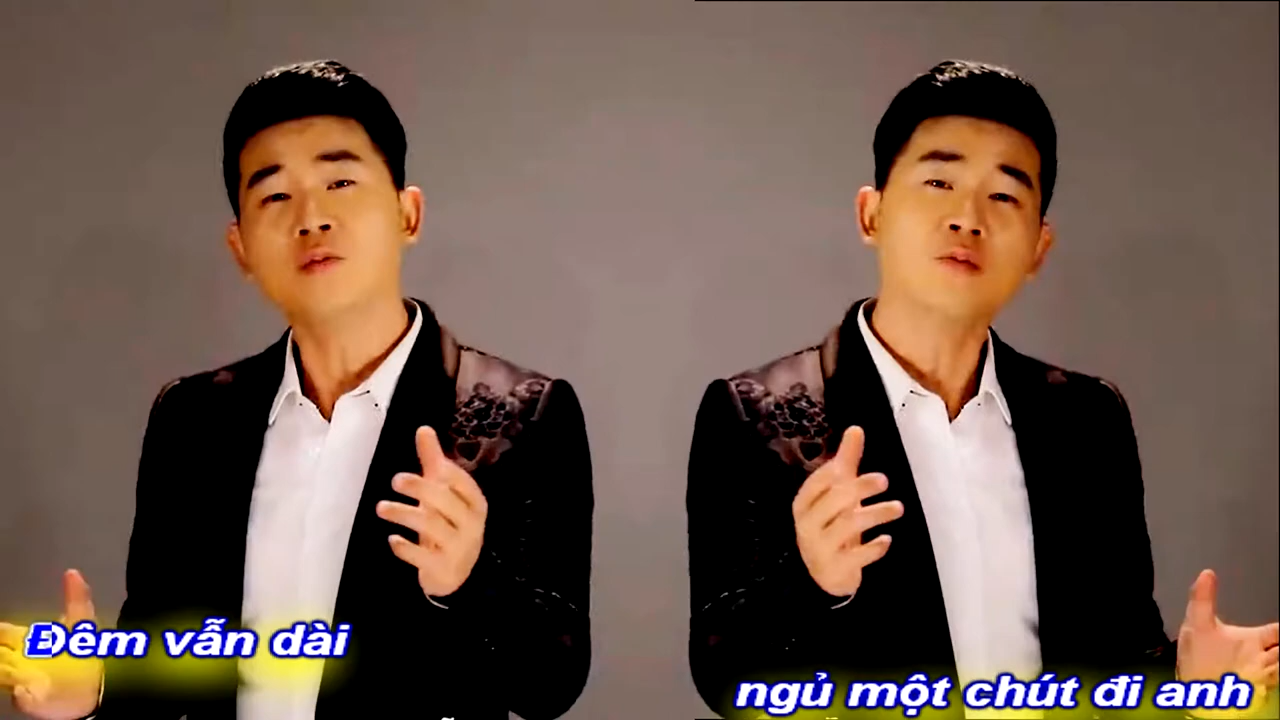 Đêm vẫn dài
ngủ một chút đi anh